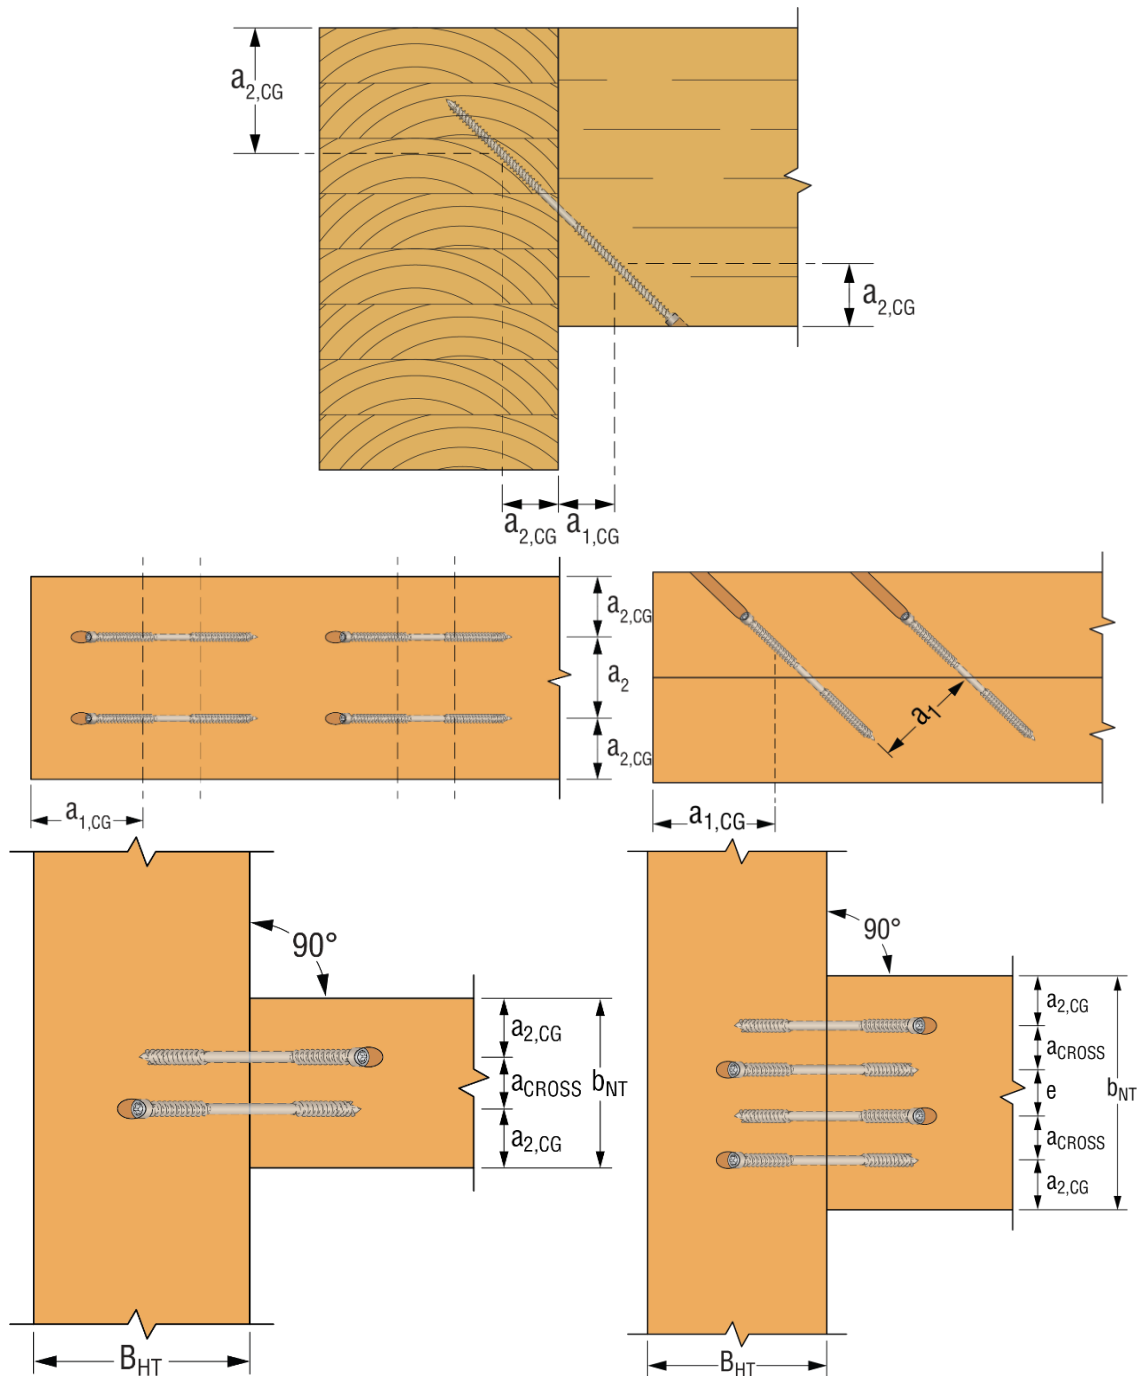 a2,CG
a2,CG
a2,CG a1,CG
a2,CG
a2
a2,CG
a1,CG
a1
a1,CG
90°
a2,CG
aCROSS
a2,CG
bNT
BHT
90°
a2,CG
aCROSS
e
aCROSS
a2,CG
bNT
BHT